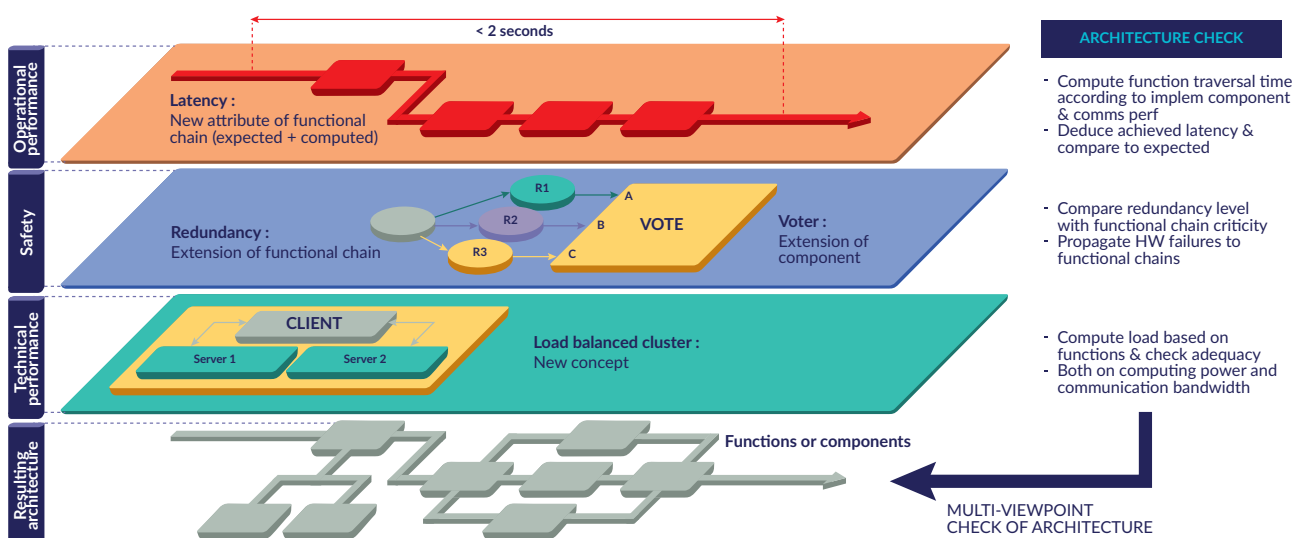 < 2 seconds
Operational
performance
Latency :
New attribute of functional
chain (expected + computed)
ARCHITECTURE CHECK
- Compute function traversal time
according to implem component
& comms perf
- Deduce achieved latency &
compare to expected
Safety
Redundancy :
Extension of functional chain
R1
R2
R3
A
B
C
VOTE
Voter :
Extension of
component
- Compare redundancy level
with functional chain criticity
- Propagate HW failures to
functional chains
Technical
performance
CLIENT
Server 1
Server 2
Load balanced cluster :
New concept
- Compute load based on
functions & check adequacy
- Both on computing power and
communication bandwidth
Resulting
architecture
Functions or components
MULTI-VIEWPOINT
CHECK OF ARCHITECTURE